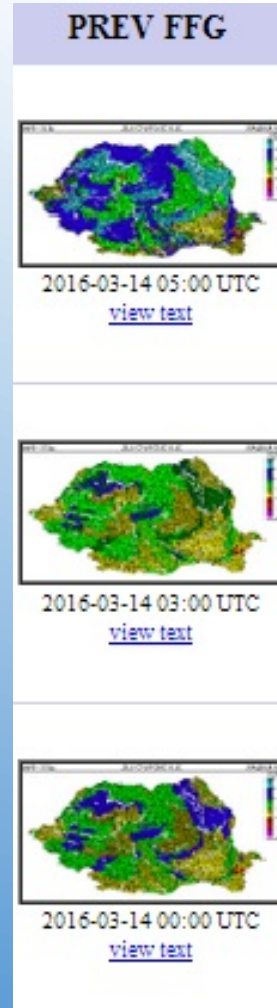 PREV FFG
2016-03-14 05:00 UTC
view text
2016-03-14 03:00 UTC
view text
2016-03-14 00:00 UTC
view text